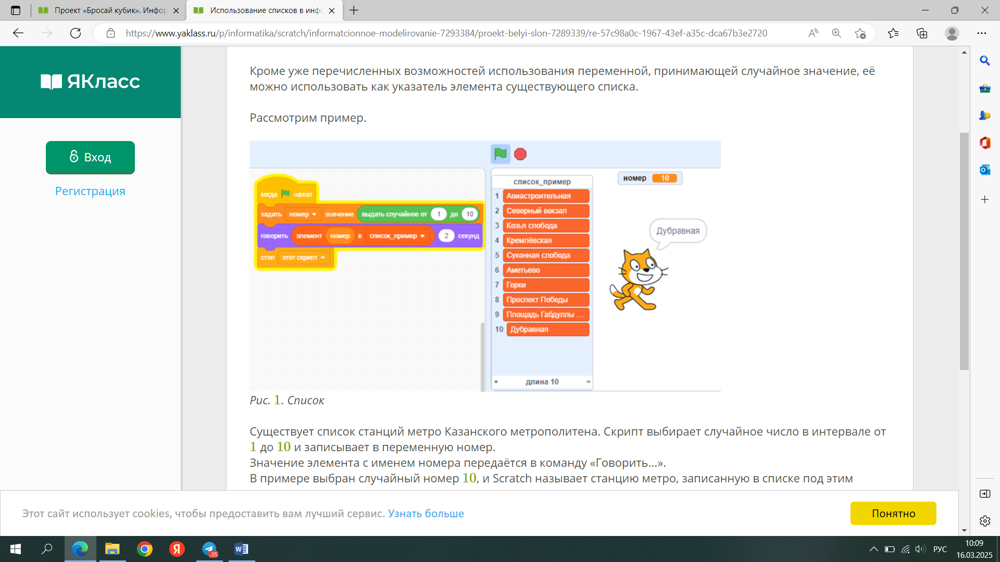 Проект «Бросай кубик». Инфор
Использование списков в инфо
https://www.yaklass.ru/p/informatika/scratch/informatcionnoe-modelirovanie-7293384/proekt-belyi-slon-7289339/re-57c98a0c-1967-43ef-a35c-dca67b3e2720
ЯКласс
Вход
Регистрация
Кроме уже перечисленных возможностей использования переменной, принимающей случайное значение, её
можно использовать как указатель элемента существующего списка.
Рассмотрим пример.
когда нажат
задать номер значение выдать случайное от 1 до 10
говорить элемент номер в список_пример 2 секунд
стоп этот скрипт
список_пример
1 Авиастроительная
2 Северный вокзал
3 Козья слобода
4 Кремлёвская
5 Суконная слобода
6 Аметьево
7 Горки
8 Проспект Победы
9 Площадь Габдуллы ...
10 Дубравная
+ длина 10 =
номер 10
Дубравная
Рис. 1. Список
Существует список станций метро Казанского метрополитена. Скрипт выбирает случайное число в интервале от
1 до 10 и записывает в переменную номер.
Значение элемента с именем номера передаётся в команду «Говорить...».
В примере выбран случайный номер 10, и Scratch называет станцию метро, записанную в списке под этим
Этот сайт использует cookies, чтобы предоставить вам лучший сервис. Узнать больше
Понятно
РУС
10:09
16.03.2025